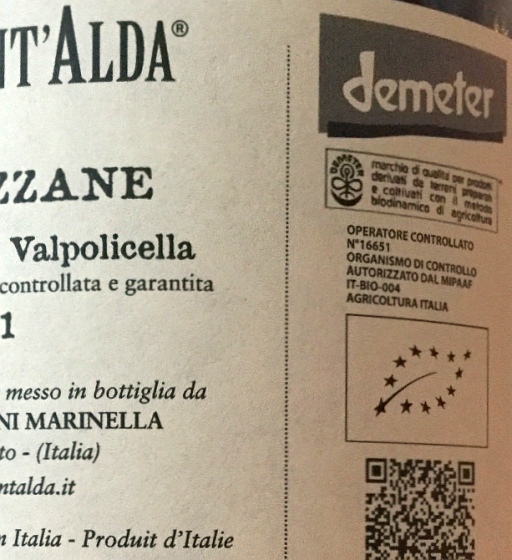 NT'ALDA®
ZZANE
Valpolicella
controllata e garantita
1
messo in bottiglia da
NI MARINELLA
to - (Italia)
ntalda.it
n Italia - Produit d'Italie
demeter
DEMETER
marchio di qualità per prodotti
derivati da terreni preparati
e coltivati con il metodo
biodinamico di agricoltura
OPERATORE CONTROLLATO
N°16651
ORGANISMO DI CONTROLLO
AUTORIZZATO DAL MIPAAF
IT-BIO-004
AGRICOLTURA ITALIA